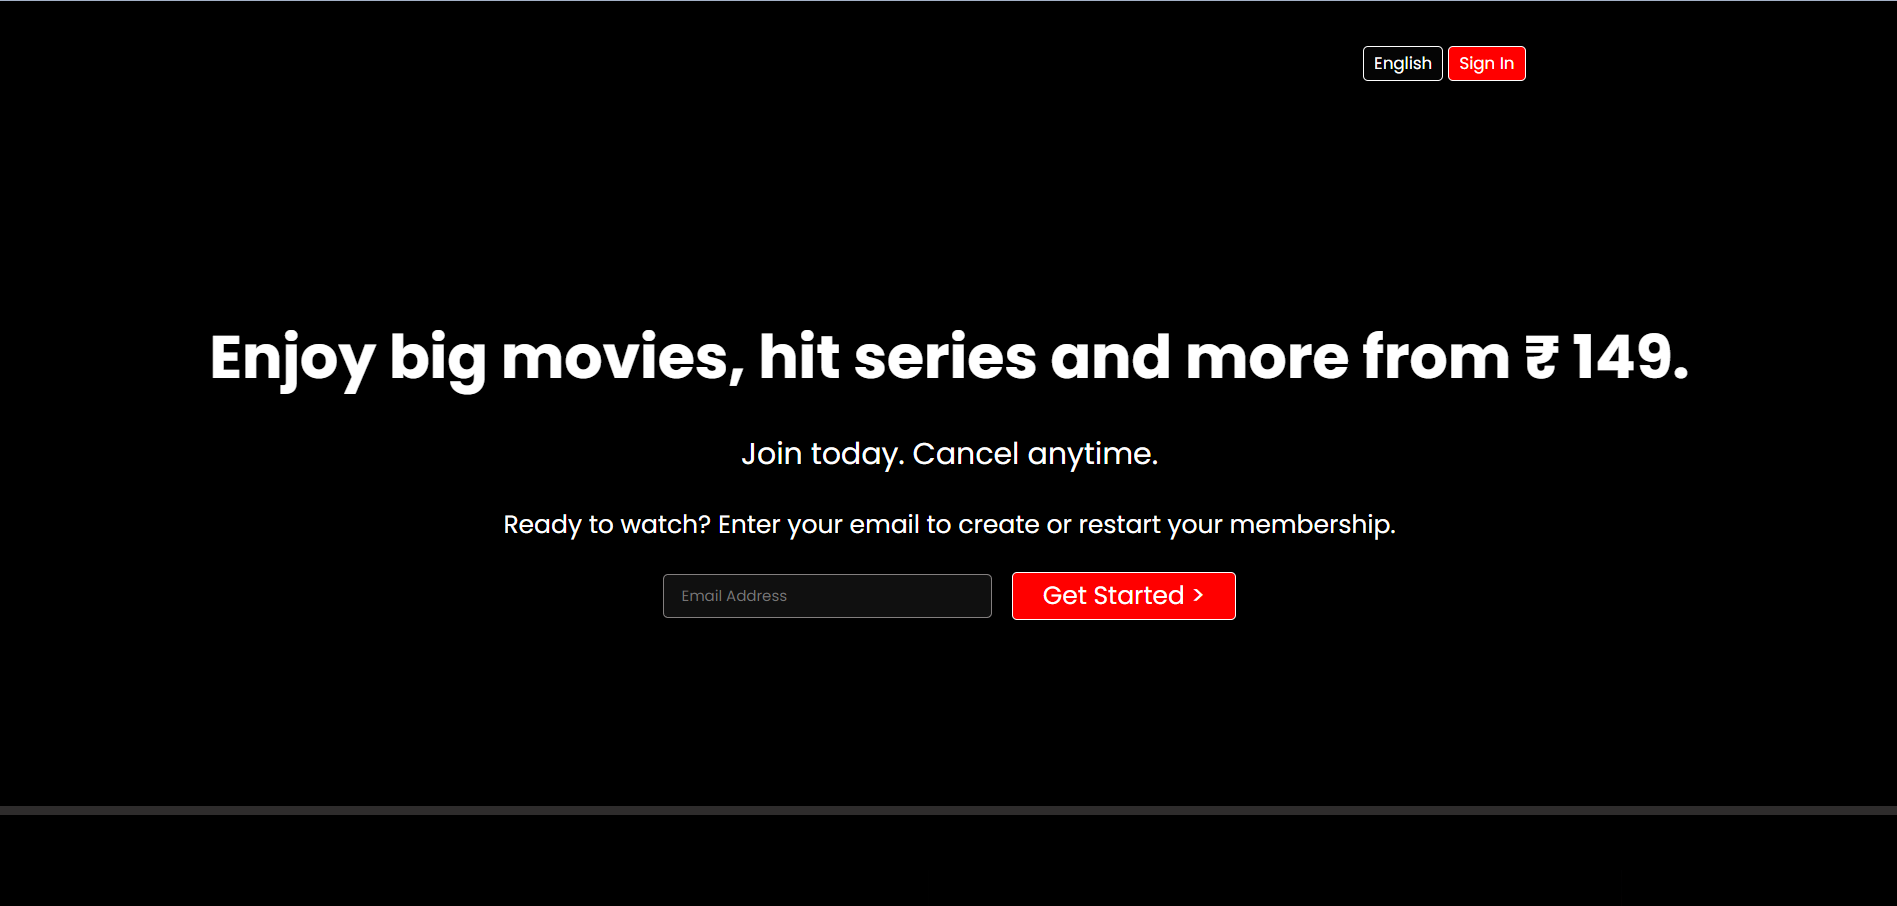 English Sign In
Enjoy big movies, hit series and more from ₹ 149.
Join today. Cancel anytime.
Ready to watch? Enter your email to create or restart your membership.
Email Address Get Started >